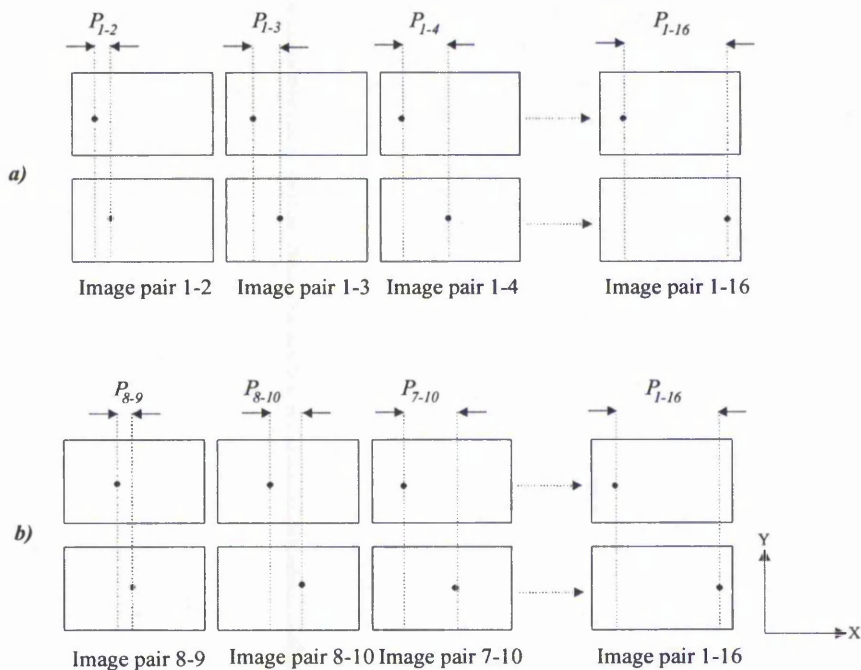 P1-2 P1-3 P1-4 P1-16
a)
Image pair 1-2 Image pair 1-3 Image pair 1-4 Image pair 1-16
P8-9 P8-10 P7-10 P1-16
b)
Y
X
Image pair 8-9 Image pair 8-10 Image pair 7-10 Image pair 1-16